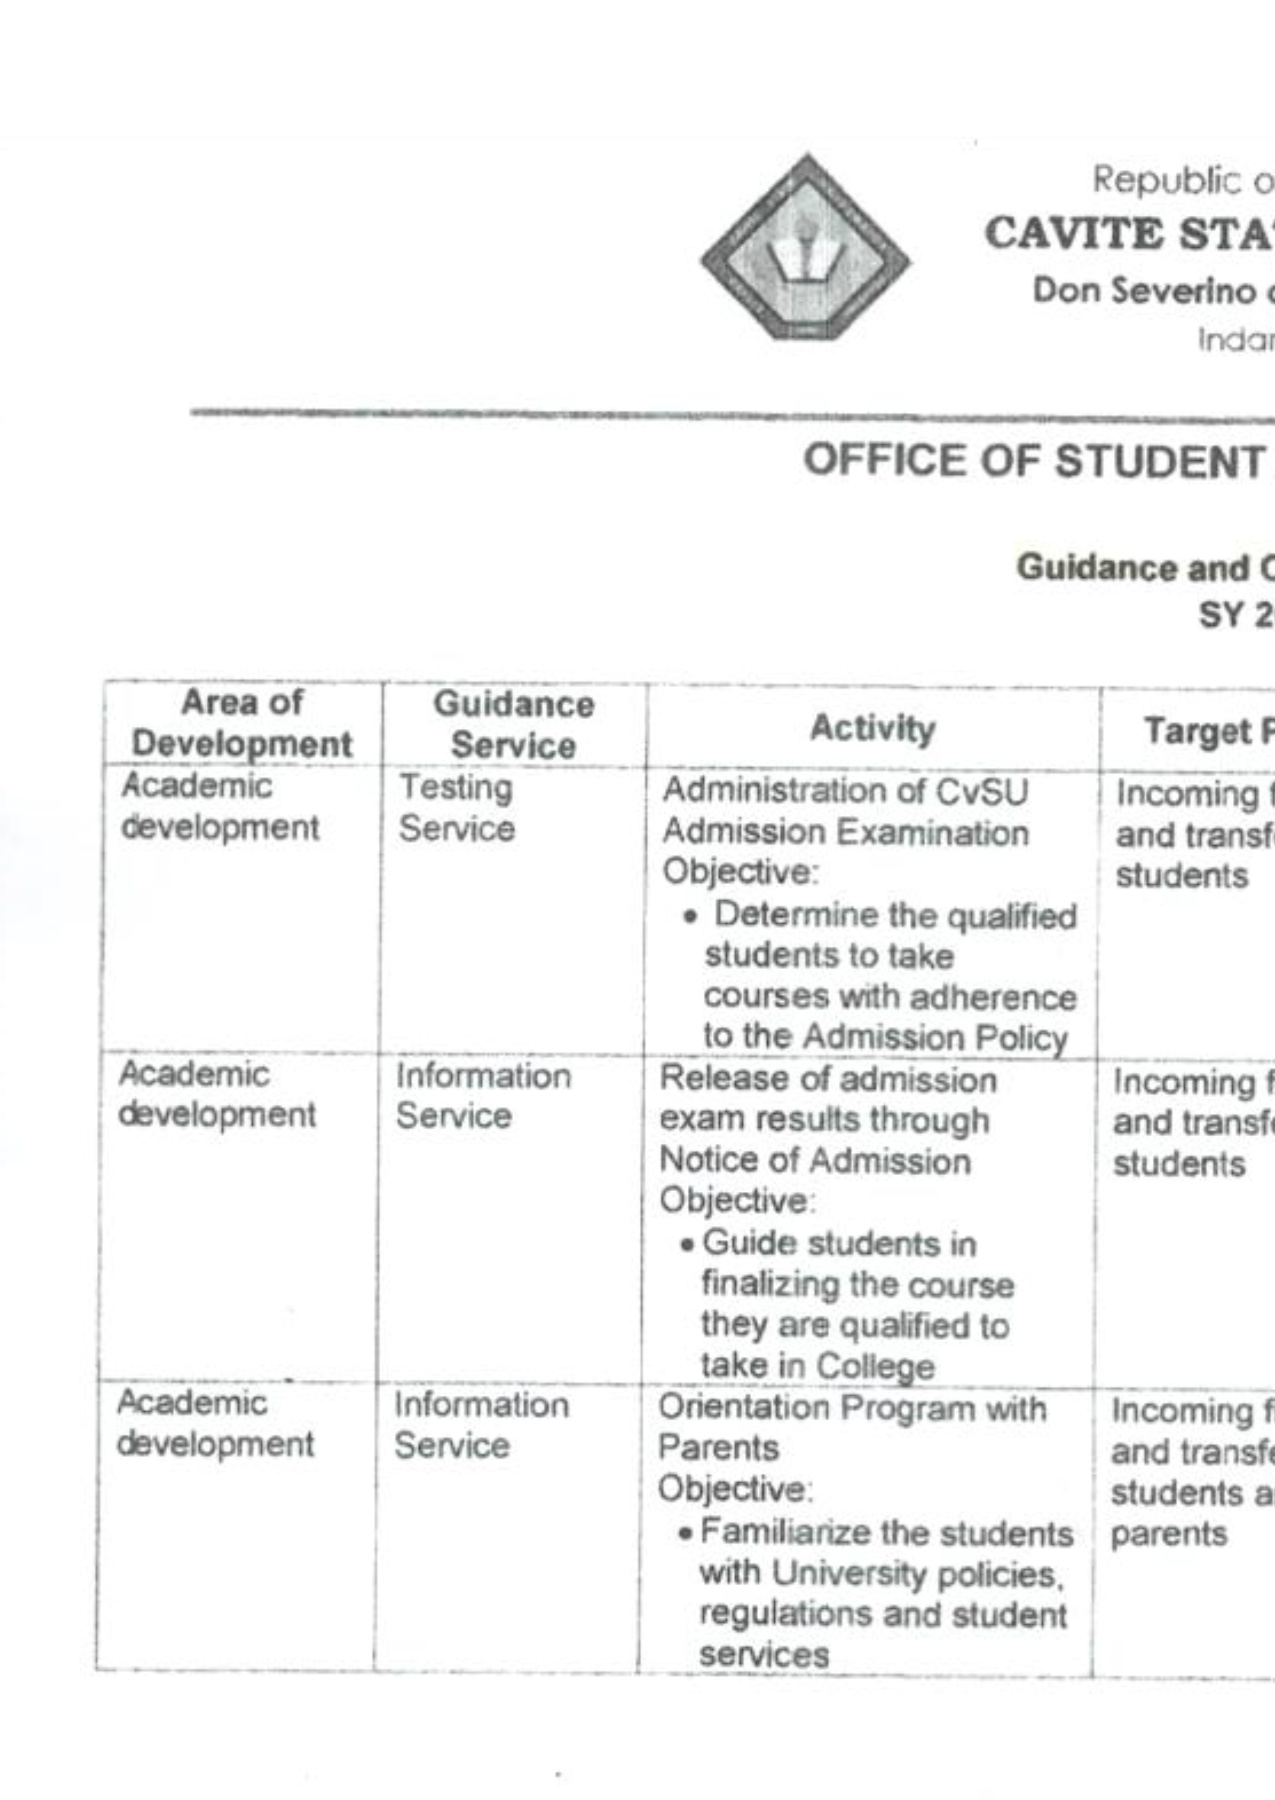 Republic o
CAVITE STA
Don Severino
Indan
OFFICE OF STUDENT
Guidance and C
SY 2
Area of
Development
Guidance
Service
Activity
Target P
Academic
development
Testing
Service
Administration of CvSU
Admission Examination
Objective:
• Determine the qualified
students to take
courses with adherence
to the Admission Policy
Incoming f
and transf
students
Academic
development
Information
Service
Release of admission
exam results through
Notice of Admission
Objective:
• Guide students in
finalizing the course
they are qualified to
take in College
Incoming f
and transfe
students
Academic
development
Information
Service
Orientation Program with
Parents
Objective:
• Familiarize the students
with University policies,
regulations and student
services
Incoming f
and transfe
students a
parents